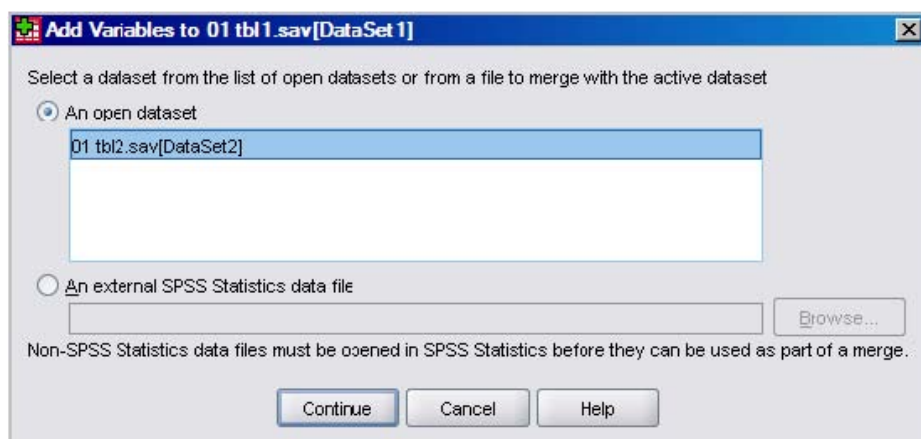 Add Variables to 01 tbl1.sav[DataSet1]
Select a dataset from the list of open datasets or from a file to merge with the active dataset
An open dataset
01 tbl2.sav[DataSet2]
An external SPSS Statistics data file
Browse...
Non-SPSS Statistics data files must be opened in SPSS Statistics before they can be used as part of a merge.
Continue
Cancel
Help